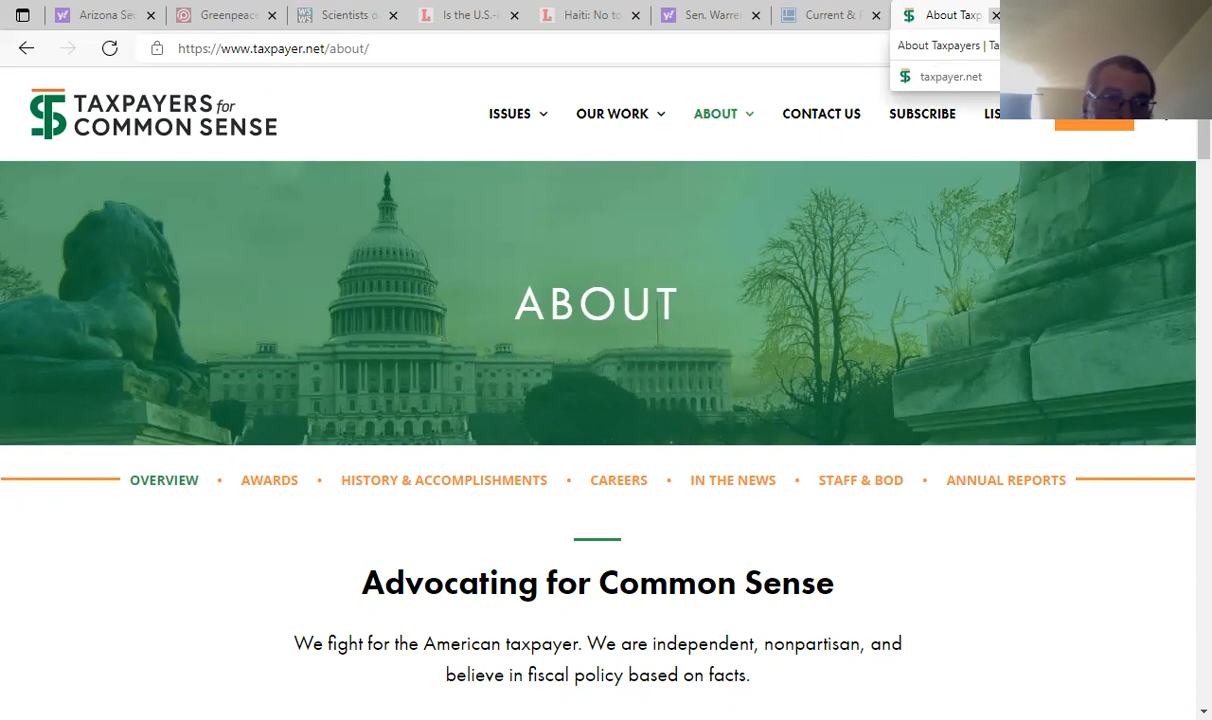 Arizona Se
Greenpeace
Scientists d
Is the U.S.-
Haiti: No to
Sen. Warre
Current &
About Taxp
https://www.taxpayer.net/about/
About Taxpayers | Ta
taxpayer.net
TAXPAYERS for
COMMON SENSE
ISSUES
OUR WORK
ABOUT
CONTACT US
SUBSCRIBE
LIS
ABOUT
OVERVIEW • AWARDS • HISTORY & ACCOMPLISHMENTS • CAREERS • IN THE NEWS • STAFF & BOD • ANNUAL REPORTS
Advocating for Common Sense
We fight for the American taxpayer. We are independent, nonpartisan, and
believe in fiscal policy based on facts.